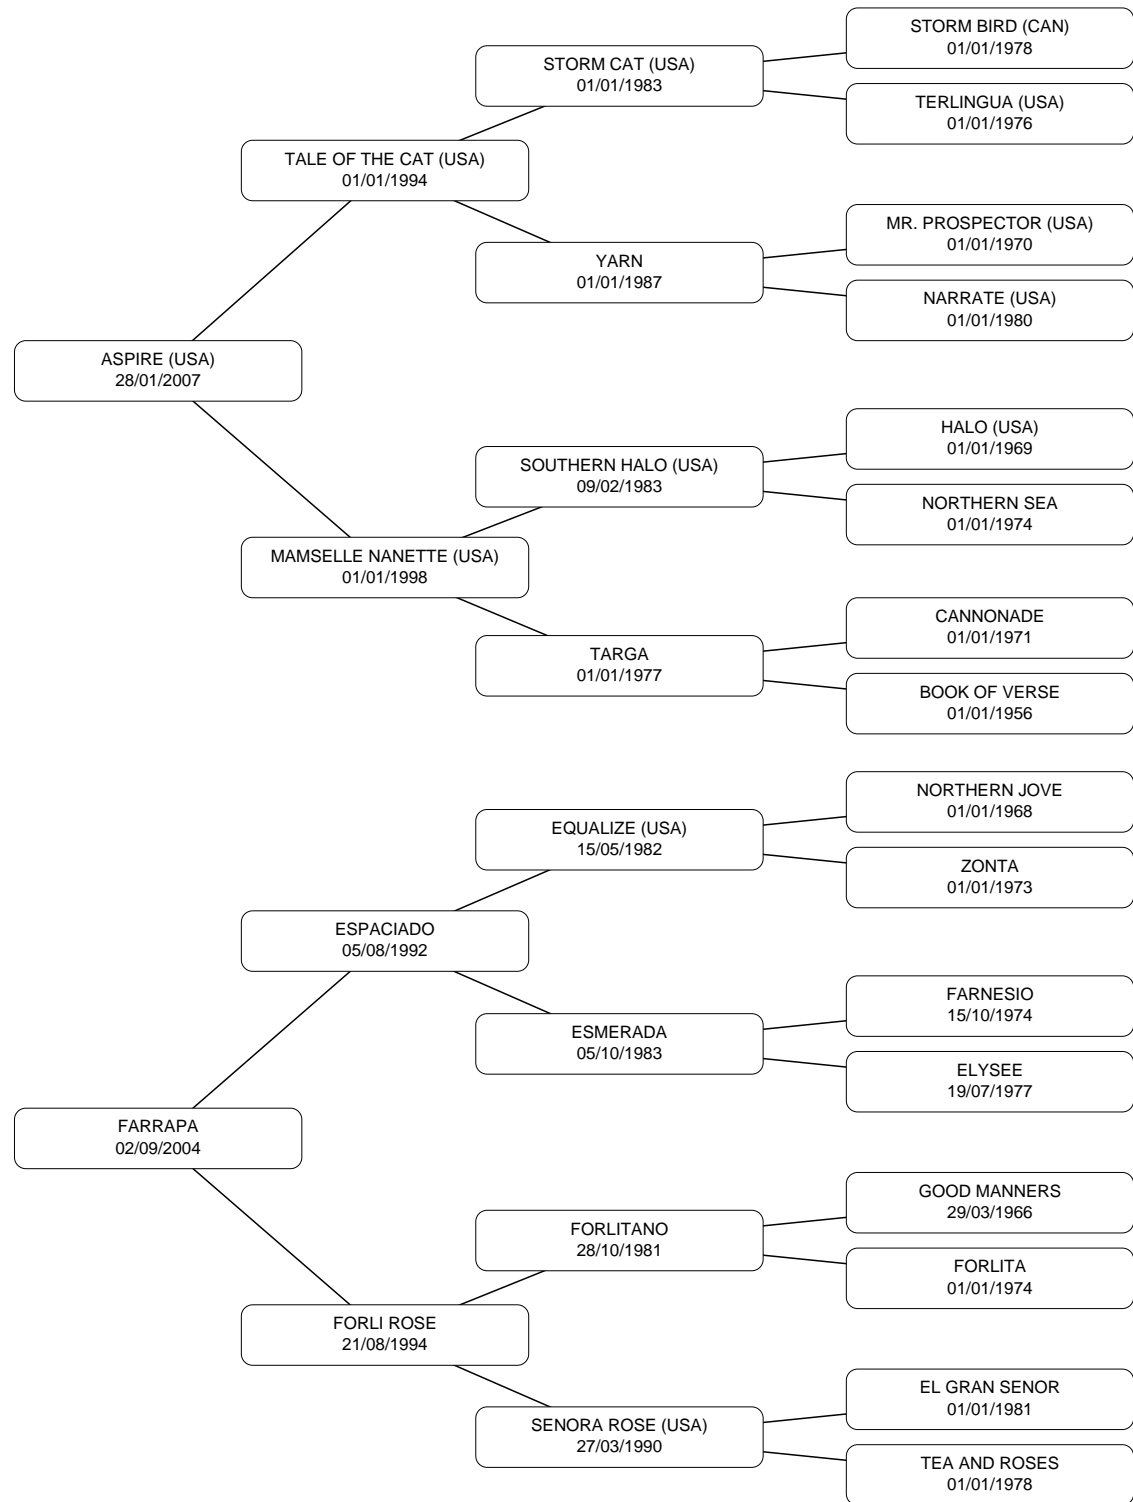 STORM BIRD (CAN)
01/01/1978
STORM CAT (USA)
01/01/1983
TERLINGUA (USA)
01/01/1976
TALE OF THE CAT (USA)
01/01/1994
MR. PROSPECTOR (USA)
01/01/1970
YARN
01/01/1987
NARRATE (USA)
01/01/1980
ASPIRE (USA)
28/01/2007
HALO (USA)
01/01/1969
SOUTHERN HALO (USA)
09/02/1983
NORTHERN SEA
01/01/1974
MAMSELLE NANETTE (USA)
01/01/1998
CANNONADE
01/01/1971
TARGA
01/01/1977
BOOK OF VERSE
01/01/1956
NORTHERN JOVE
01/01/1968
EQUALIZE (USA)
15/05/1982
ZONTA
01/01/1973
ESPACIADO
05/08/1992
FARNESIO
15/10/1974
ESMERADA
05/10/1983
ELYSEE
19/07/1977
FARRAPA
02/09/2004
GOOD MANNERS
29/03/1966
FORLITANO
28/10/1981
FORLITA
01/01/1974
FORLI ROSE
21/08/1994
EL GRAN SENOR
01/01/1981
SENORA ROSE (USA)
27/03/1990
TEA AND ROSES
01/01/1978